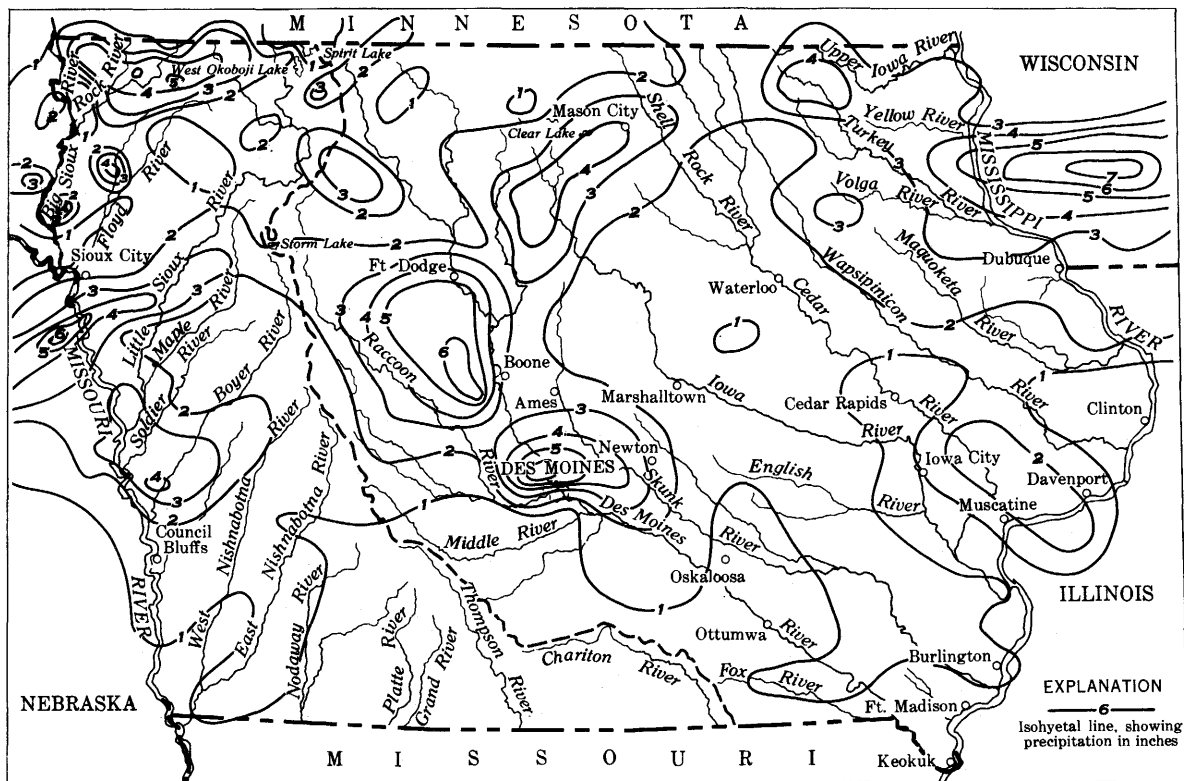 MINNESOTA
WISCONSIN
Spirit Lake
West Okoboji Lake
Rock River
Big Sioux River
Floyd River
Upper Iowa River
Yellow River
Turkey River
Volga River
MISSISSIPPI RIVER
Mason City
Clear Lake
Shell Rock River
Storm Lake
Sioux City
Ft. Dodge
Little Sioux River
Maple River
Soldier River
Boyer River
MISSOURI RIVER
Raccoon River
Waterloo
Cedar River
Wapsipinicon River
Maquoketa River
Dubuque
Boone
Ames
Marshalltown
Iowa River
Cedar Rapids
Clinton
Newton
DES MOINES
Skunk River
English River
Iowa City
Davenport
Muscatine
Council Bluffs
West Nishnabotna River
East Nishnabotna River
Nodaway River
Middle River
Des Moines River
Oskaloosa
Thompson River
Platte River
Grand River
Chariton River
Ottumwa
Fox River
Burlington
Ft. Madison
Keokuk
ILLINOIS
NEBRASKA
MISSOURI
EXPLANATION
6
Isohyetal line, showing
precipitation in inches